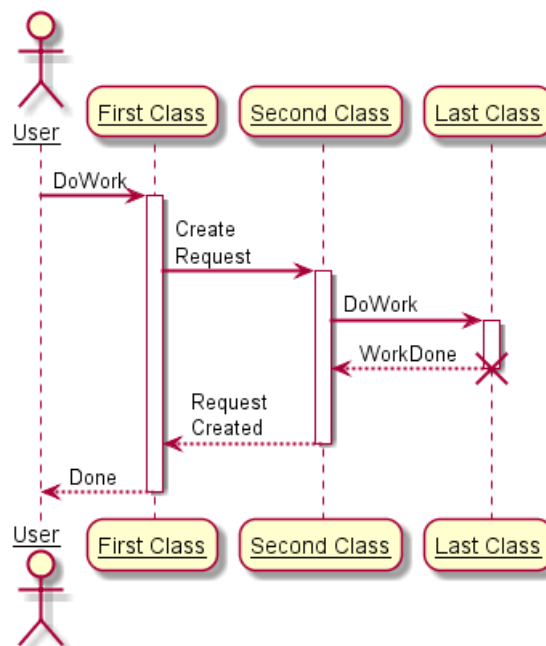 User
First Class
Second Class
Last Class
DoWork
Create
Request
DoWork
WorkDone
Request
Created
Done
User
First Class
Second Class
Last Class